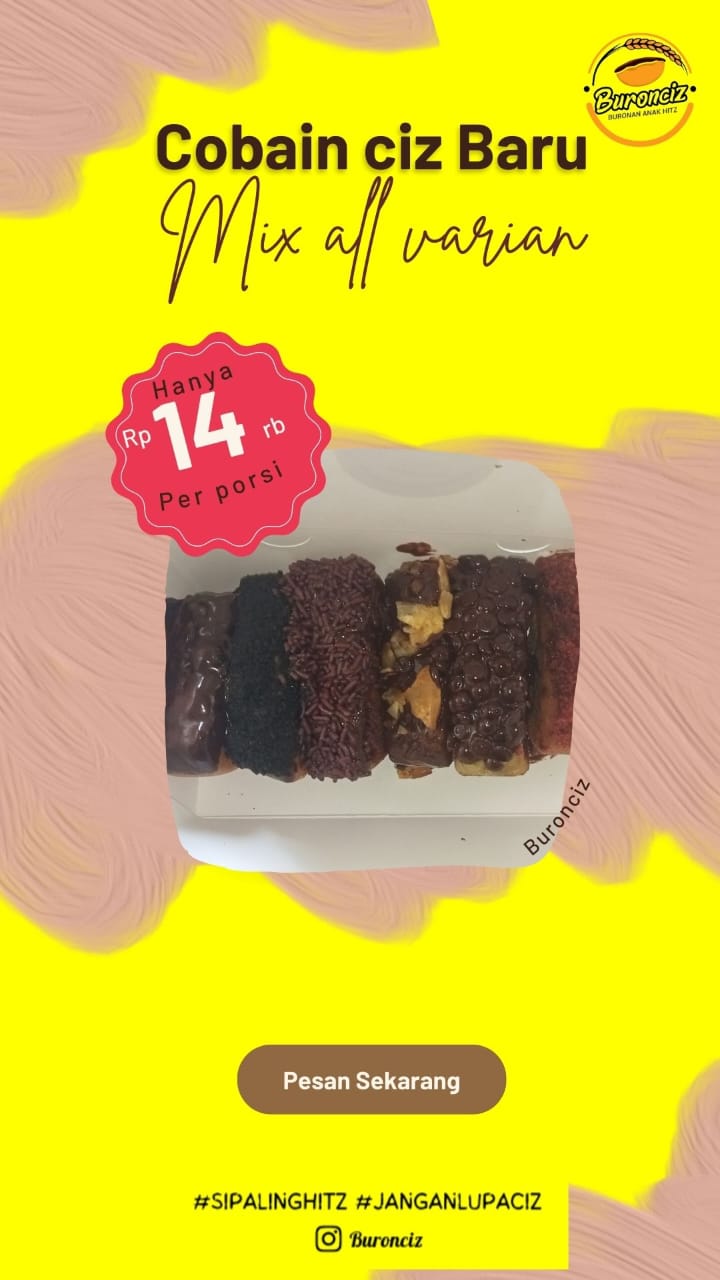 Buronciz
BURONAN ANAK HITZ
Cobain ciz Baru
Mix all varian
Hanya
Rp 14 rb
Per porsi
Buronciz
Pesan Sekarang
#SIPALINGHITZ #JANGANLUPACIZ
Buronciz